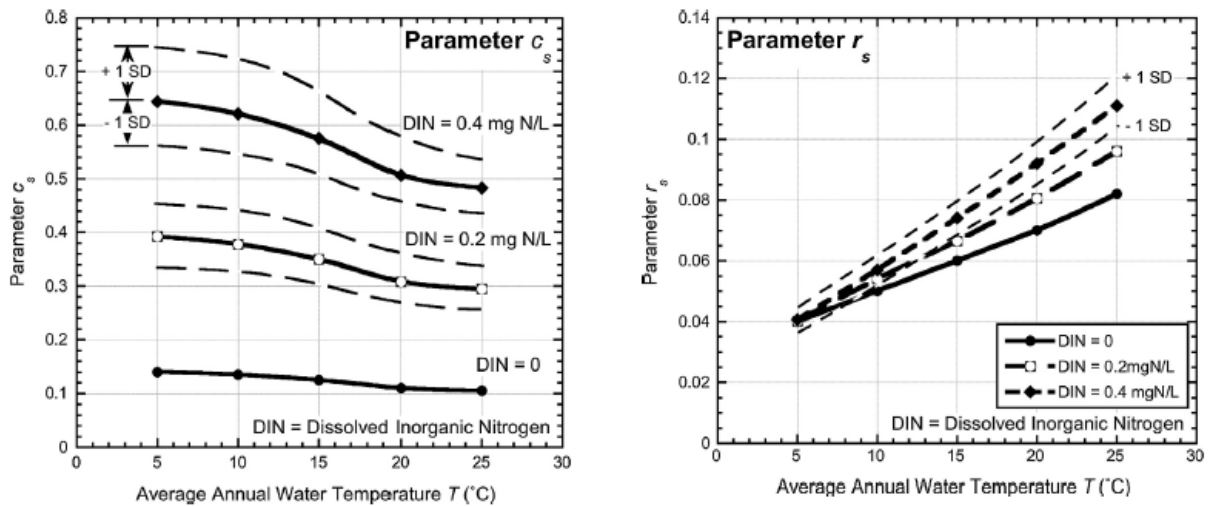 0.8
0.7
0.6
0.5
0.4
0.3
0.2
0.1
0
Parameter c_s
Parameter c_s
+ 1 SD
- 1 SD
DIN = 0.4 mg N/L
DIN = 0.2 mg N/L
DIN = 0
DIN = Dissolved Inorganic Nitrogen
0 5 10 15 20 25 30
Average Annual Water Temperature T (˚C)
0.14
0.12
0.1
0.08
0.06
0.04
0.02
0
Parameter r_s
Parameter r_s
+ 1 SD
- 1 SD
DIN = 0
DIN = 0.2mgN/L
DIN = 0.4 mgN/L
DIN = Dissolved Inorganic Nitrogen
0 5 10 15 20 25 30
Average Annual Water Temperature T (˚C)